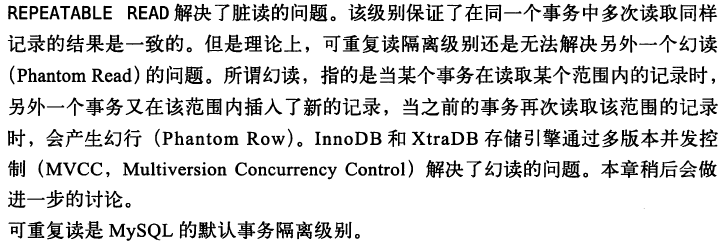 REPEATABLE READ 解决了脏读的问题。该级别保证了在同一个事务中多次读取同样
记录的结果是一致的。但是理论上，可重复读隔离级别还是无法解决另外一个幻读
（Phantom Read）的问题。所谓幻读，指的是当某个事务在读取某个范围内的记录时，
另外一个事务又在该范围内插入了新的记录，当之前的事务再次读取该范围的记录
时，会产生幻行（Phantom Row）。InnoDB 和 XtraDB 存储引擎通过多版本并发控
制（MVCC，Multiversion Concurrency Control）解决了幻读的问题。本章稍后会做
进一步的讨论。
可重复读是 MySQL 的默认事务隔离级别。